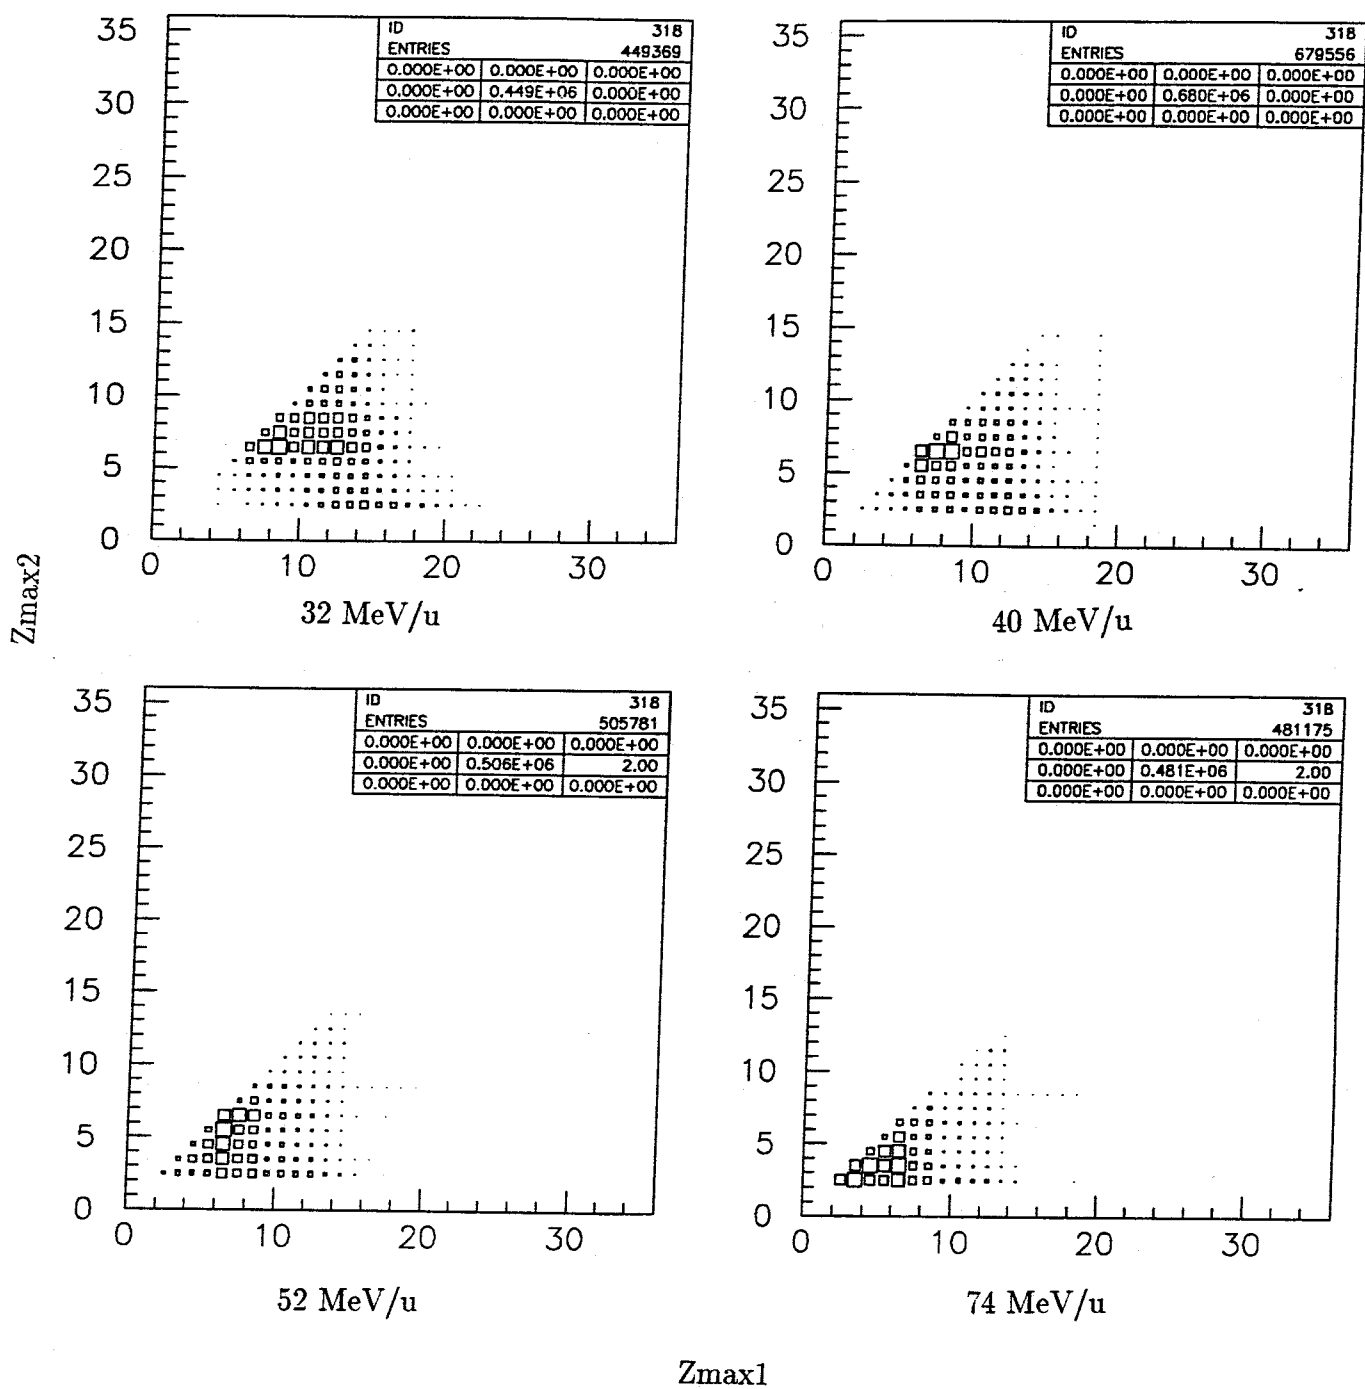 ID 318
ENTRIES 449369
0.000E+00 0.000E+00 0.000E+00
0.000E+00 0.449E+06 0.000E+00
0.000E+00 0.000E+00 0.000E+00
35
30
25
20
15
10
5
0
0 10 20 30
32 MeV/u
ID 318
ENTRIES 679556
0.000E+00 0.000E+00 0.000E+00
0.000E+00 0.680E+06 0.000E+00
0.000E+00 0.000E+00 0.000E+00
35
30
25
20
15
10
5
0
0 10 20 30
40 MeV/u
Zmax2
ID 318
ENTRIES 505781
0.000E+00 0.000E+00 0.000E+00
0.000E+00 0.506E+06 2.00
0.000E+00 0.000E+00 0.000E+00
35
30
25
20
15
10
5
0
0 10 20 30
52 MeV/u
ID 318
ENTRIES 481175
0.000E+00 0.000E+00 0.000E+00
0.000E+00 0.481E+06 2.00
0.000E+00 0.000E+00 0.000E+00
35
30
25
20
15
10
5
0
0 10 20 30
74 MeV/u
Zmax1